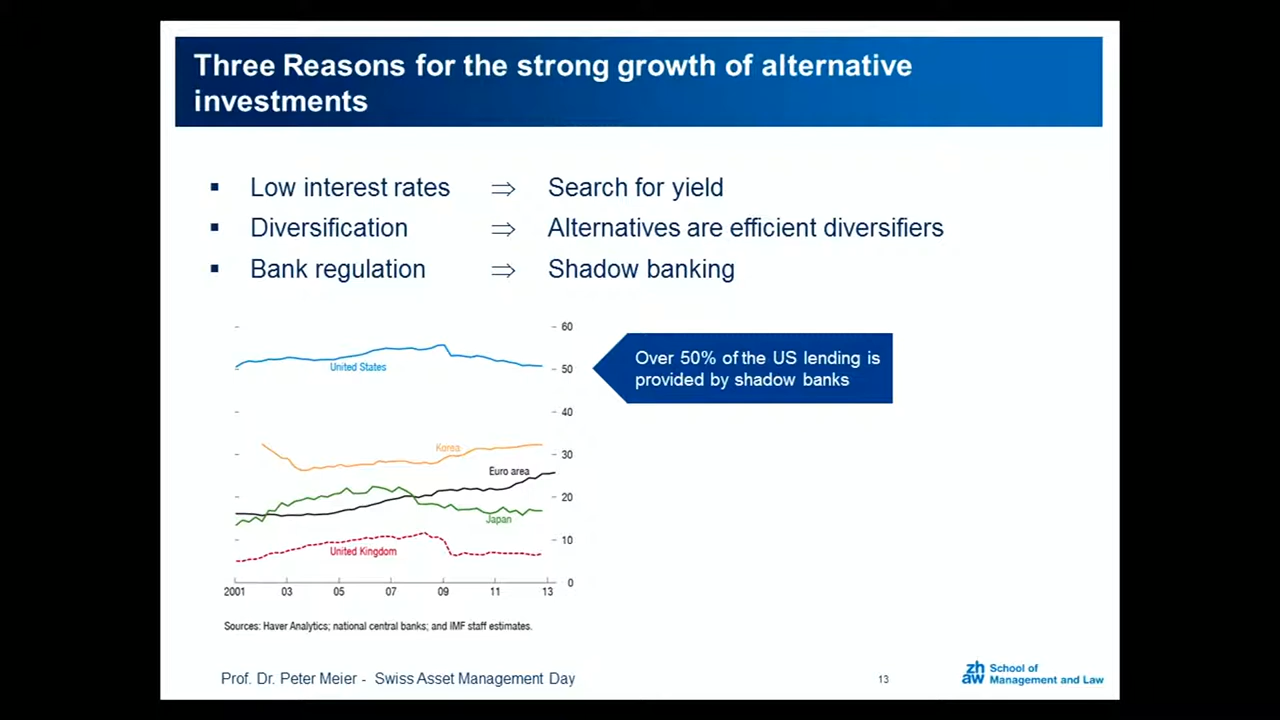 Three Reasons for the strong growth of alternative
investments
▪ Low interest rates ⇒ Search for yield
▪ Diversification ⇒ Alternatives are efficient diversifiers
▪ Bank regulation ⇒ Shadow banking
60
Over 50% of the US lending is
provided by shadow banks
United States
50
40
Korea
30
Euro area
20
Japan
10
United Kingdom
0
2001 03 05 07 09 11 13
Sources: Haver Analytics; national central banks; and IMF staff estimates.
Prof. Dr. Peter Meier - Swiss Asset Management Day
13
zh
aw
School of
Management and Law